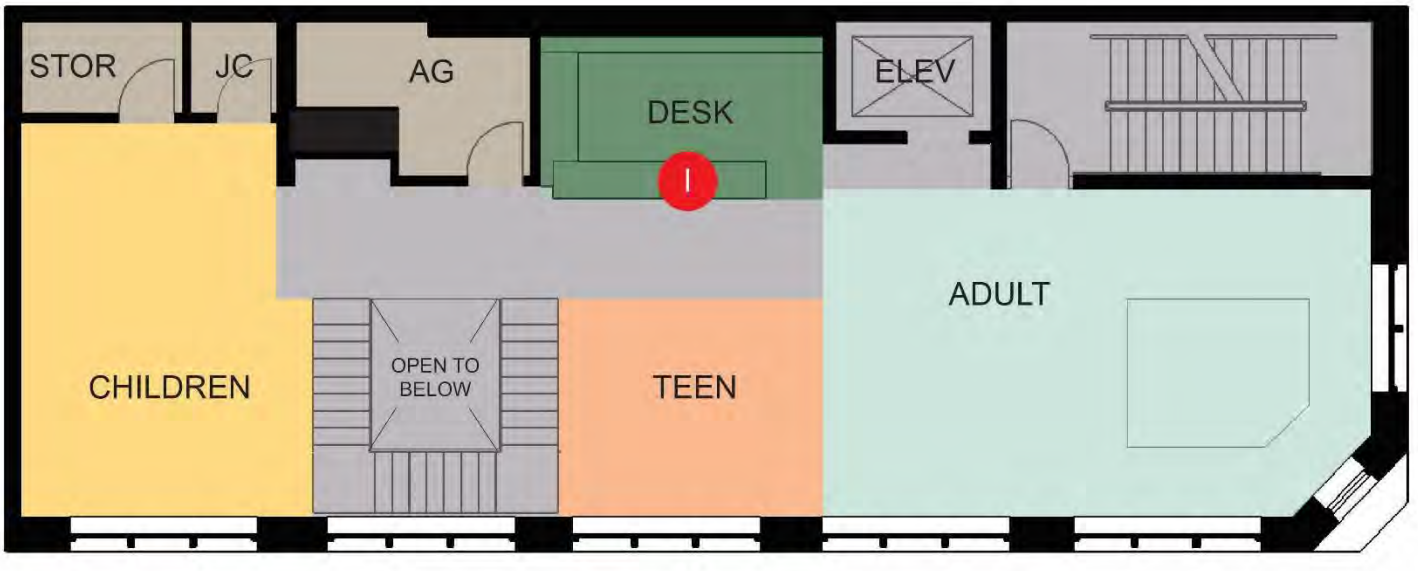 STOR
JC
AG
DESK
ELEV
I
ADULT
OPEN TO
BELOW
CHILDREN
TEEN